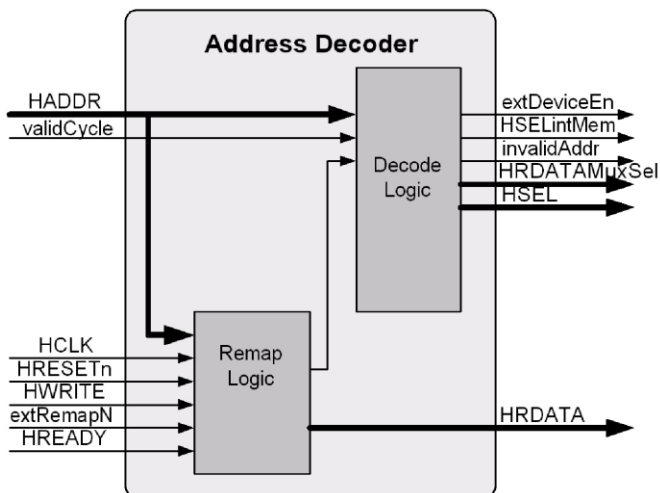 Address Decoder
HADDR
validCycle
Decode
Logic
extDeviceEn
HSELintMem
invalidAddr
HRDATAMuxSel
HSEL
HCLK
HRESETn
HWRITE
extRemapN
HREADY
Remap
Logic
HRDATA